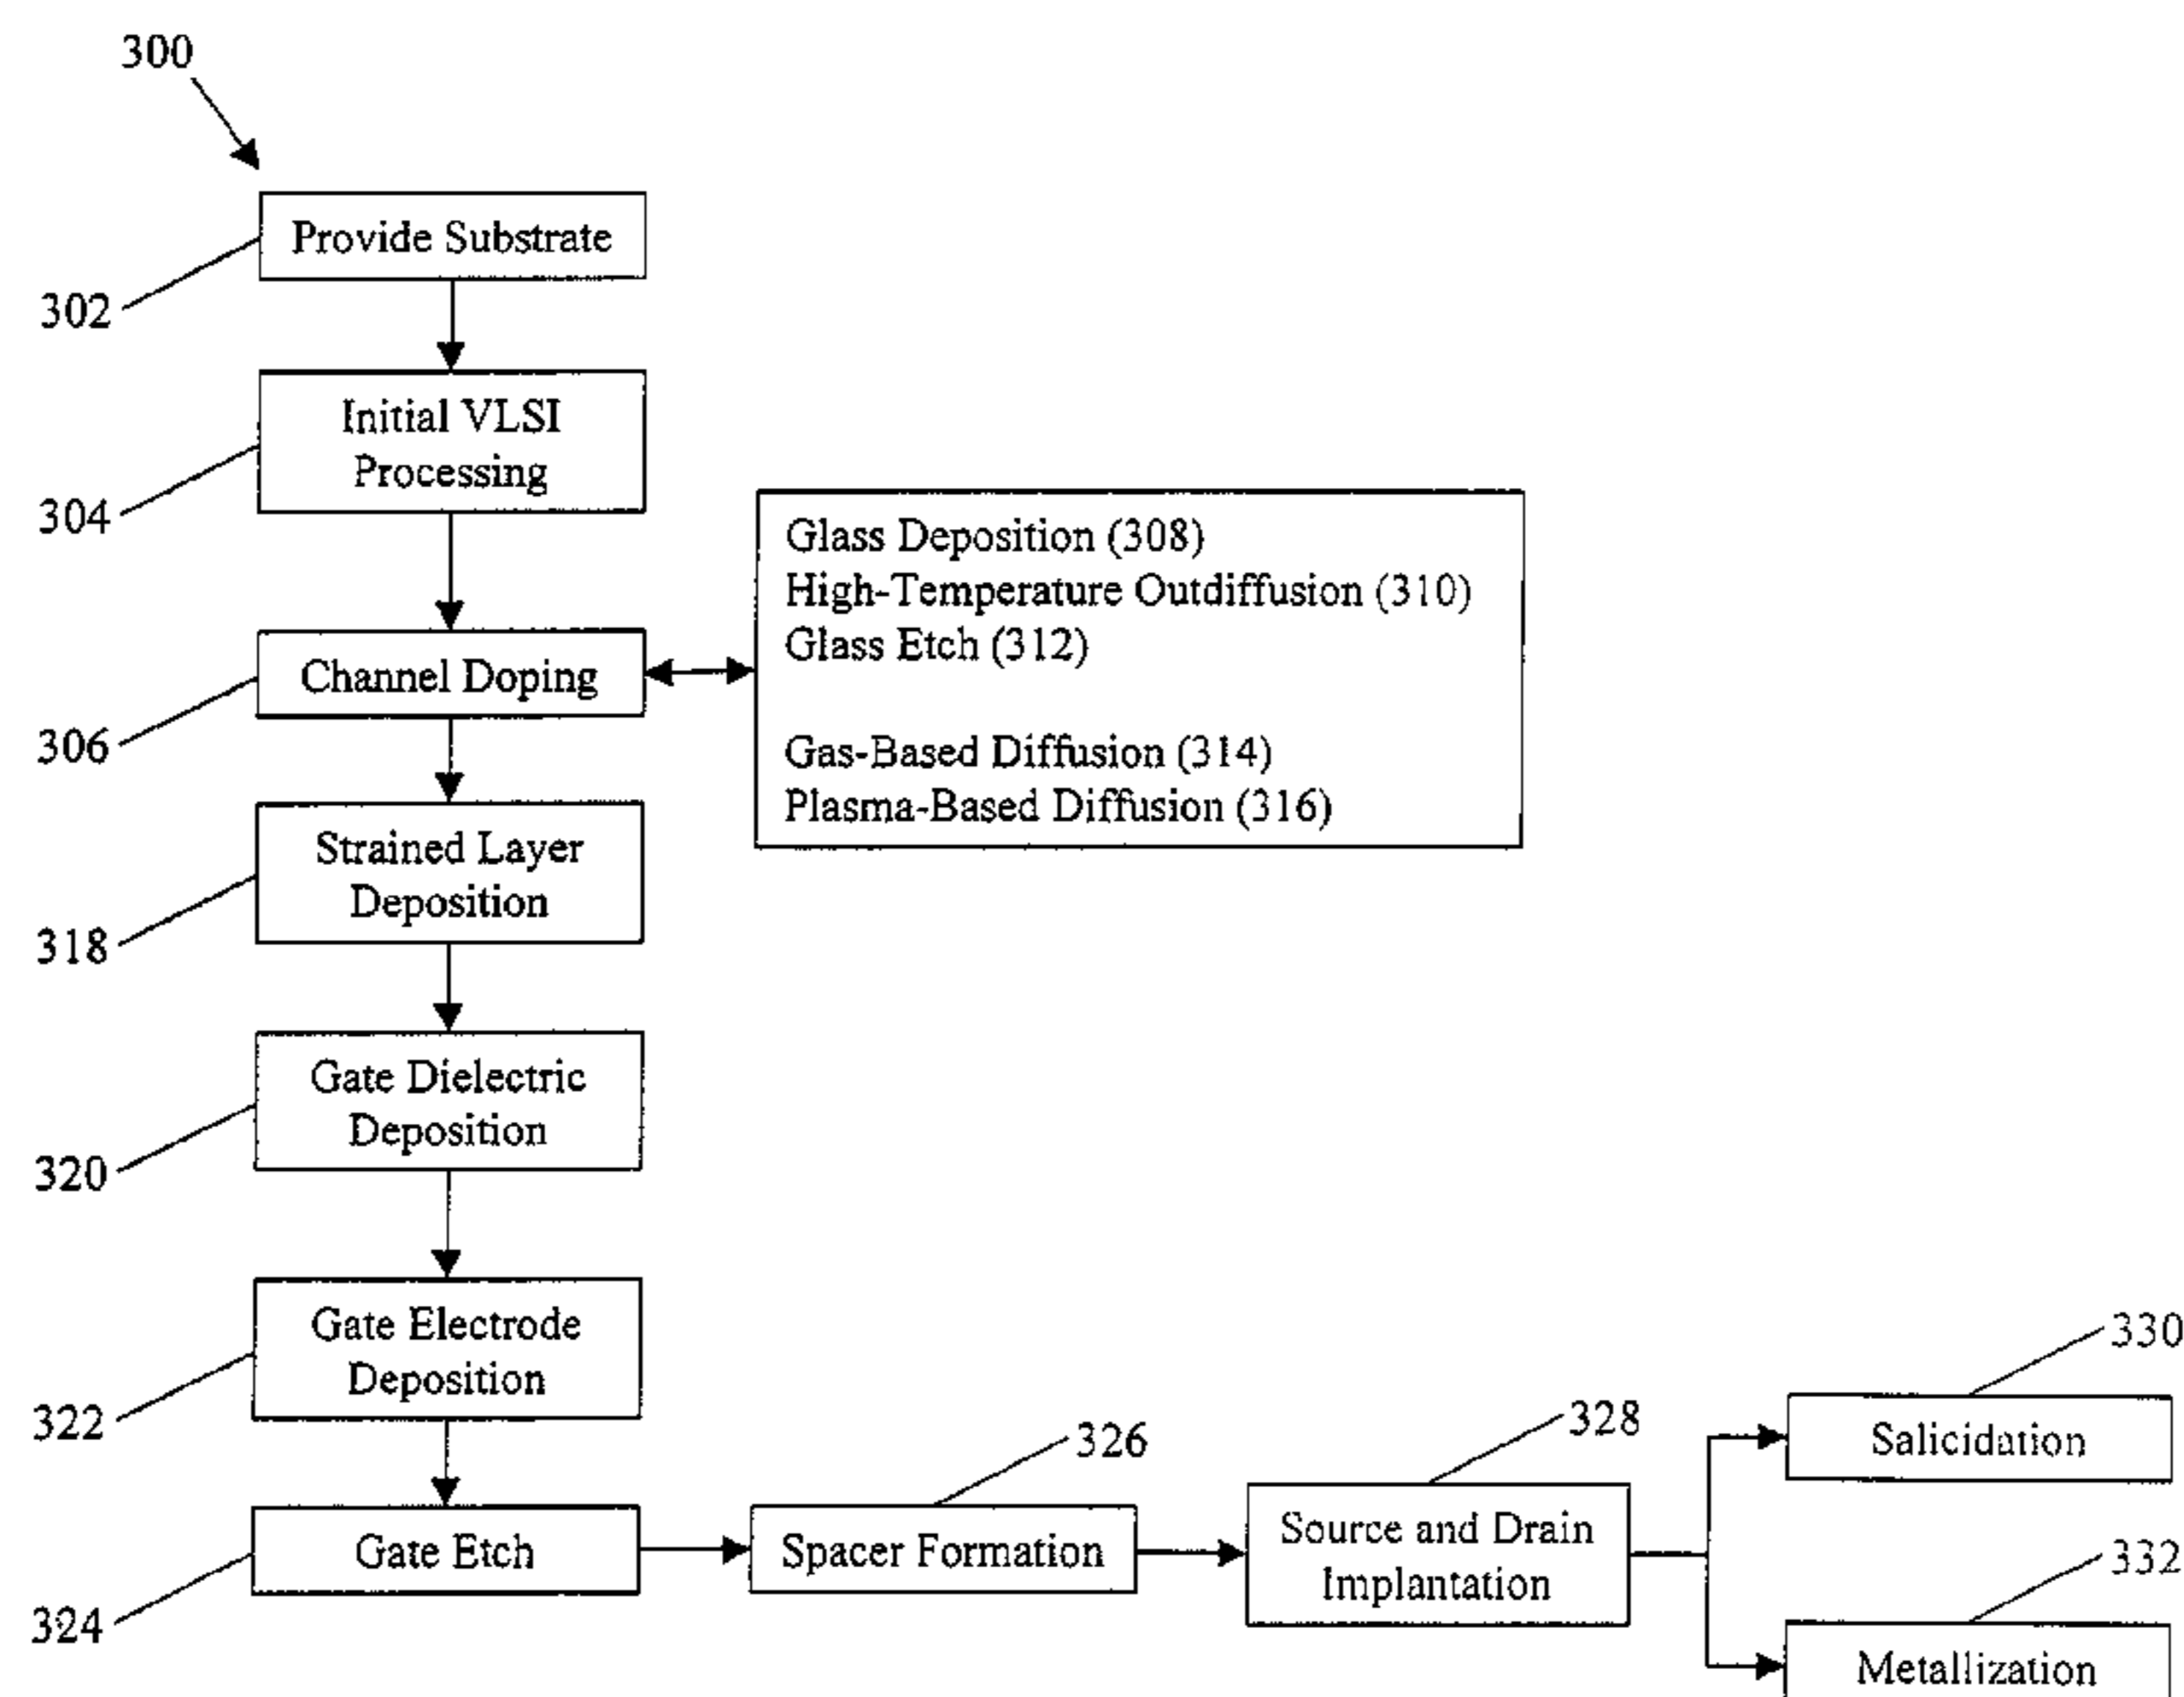 300
Provide Substrate
302
Initial VLSI
Processing
304
Glass Deposition (308)
High-Temperature Outdiffusion (310)
Glass Etch (312)
Channel Doping
306
Gas-Based Diffusion (314)
Plasma-Based Diffusion (316)
Strained Layer
Deposition
318
Gate Dielectric
Deposition
320
Gate Electrode
Deposition
322
Gate Etch
324
326
Spacer Formation
328
Source and Drain
Implantation
330
Salicidation
332
Metallization